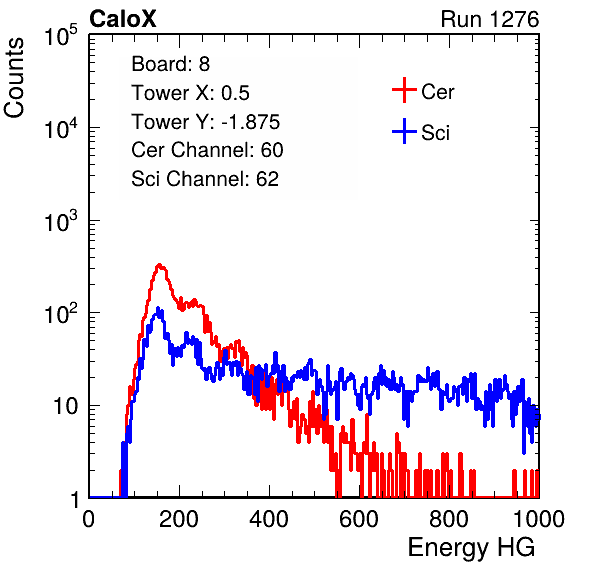 CaloX Run 1276
Counts
Board: 8
Tower X: 0.5
Tower Y: -1.875
Cer Channel: 60
Sci Channel: 62
Cer
Sci
10^5
10^4
10^3
10^2
10
1
0 200 400 600 800 1000
Energy HG